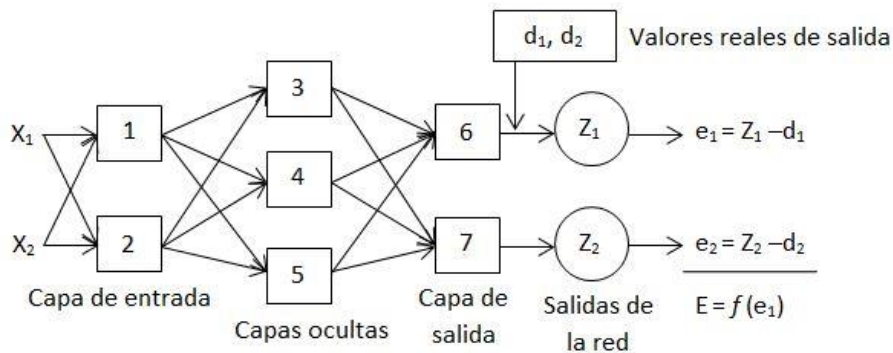 d₁, d₂
Valores reales de salida
3
X₁
1
6
Z₁
e₁ = Z₁ –d₁
4
X₂
2
7
Z₂
e₂ = Z₂ –d₂
5
Capa de entrada
Capas ocultas
Capa de
salida
Salidas de
la red
E = f (e₁)